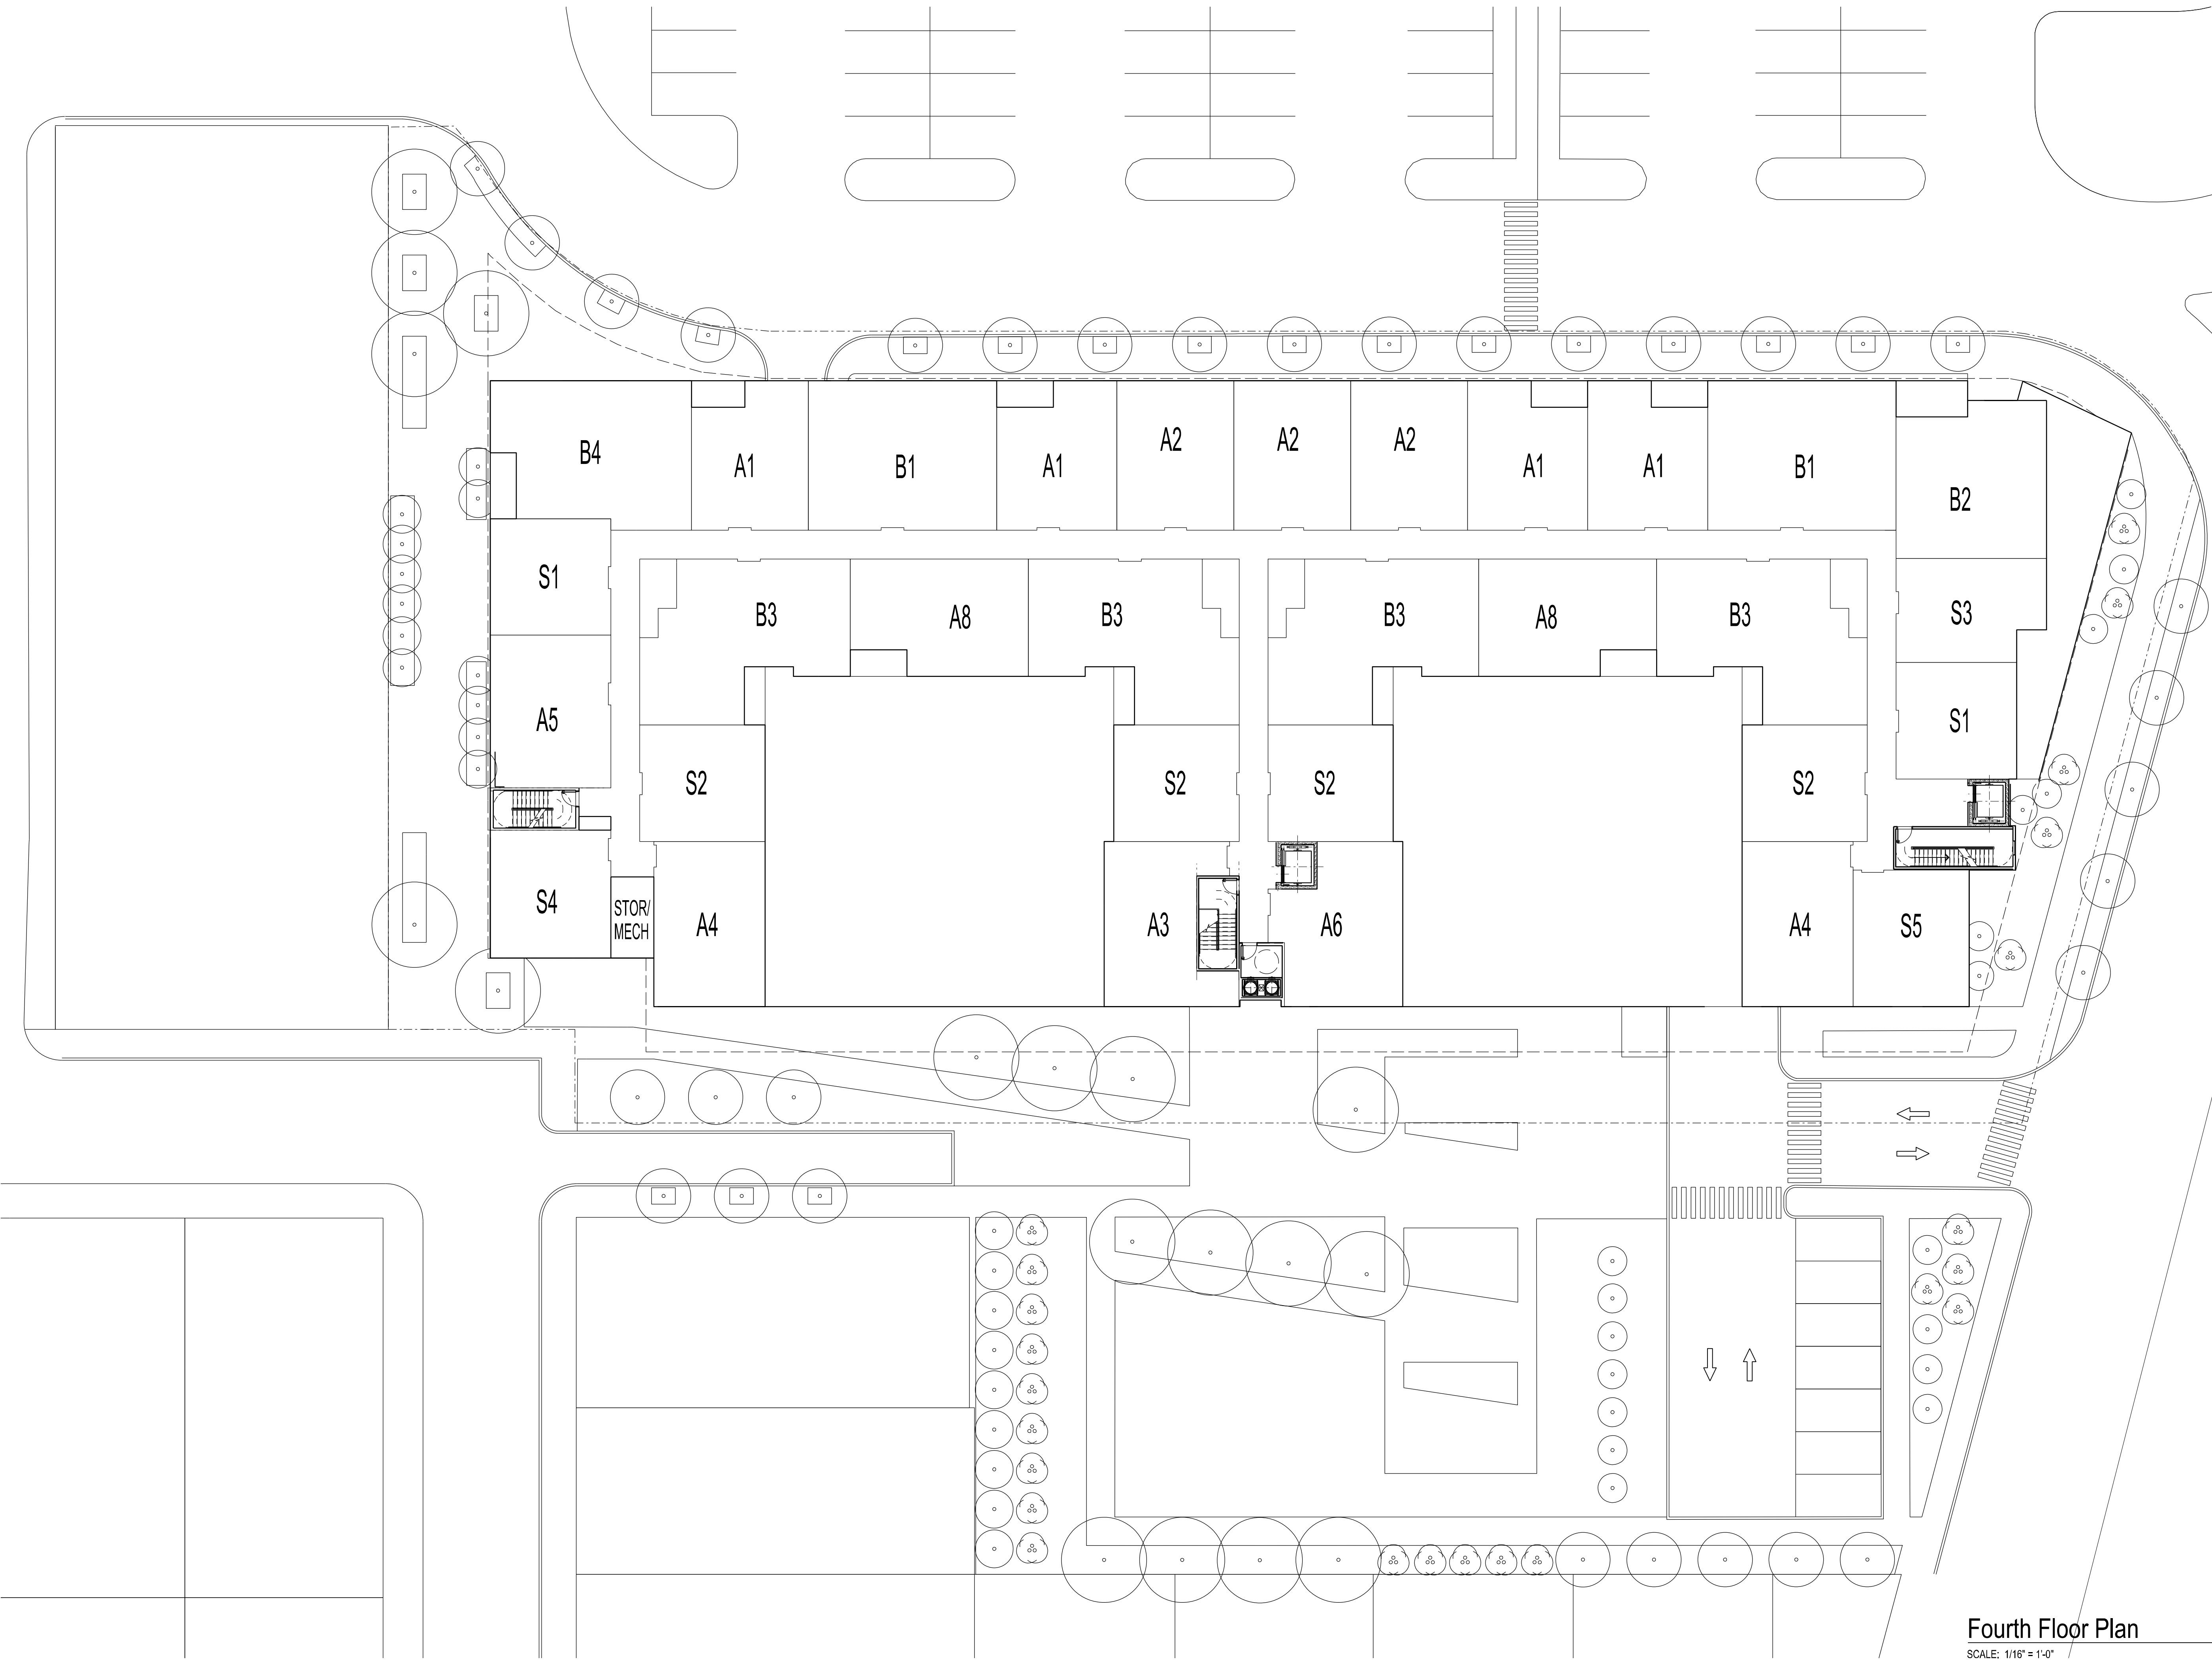 A2 A2 A2
B4 A1 B1 A1 A1 A1 B1
B2
S1
B3 A8 B3 B3 A8 B3 S3
A5 S1
S2 S2 S2 S2
S4 STOR/
MECH
A4 A3 A6 A4 S5
Fourth Floor Plan
SCALE: 1/16" = 1'-0"